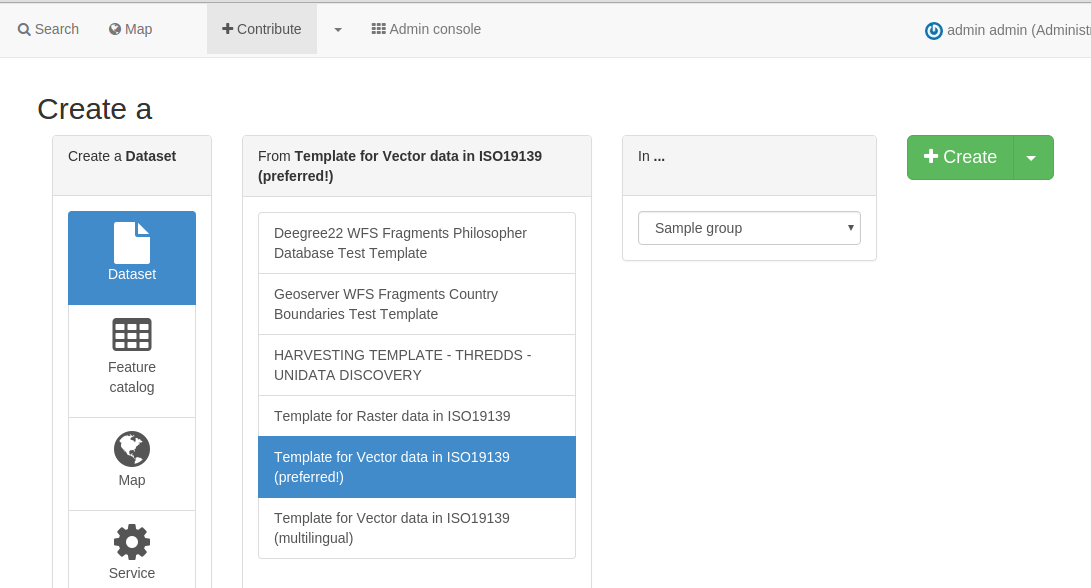 Search
Map
Contribute
Admin console
admin admin (Administ
Create a
Create a Dataset
Dataset
Feature
catalog
Map
Service
From Template for Vector data in ISO19139
(preferred!)
Deegree22 WFS Fragments Philosopher
Database Test Template
Geoserver WFS Fragments Country
Boundaries Test Template
HARVESTING TEMPLATE - THREDDS -
UNIDATA DISCOVERY
Template for Raster data in ISO19139
Template for Vector data in ISO19139
(preferred!)
Template for Vector data in ISO19139
(multilingual)
In ...
Sample group
Create